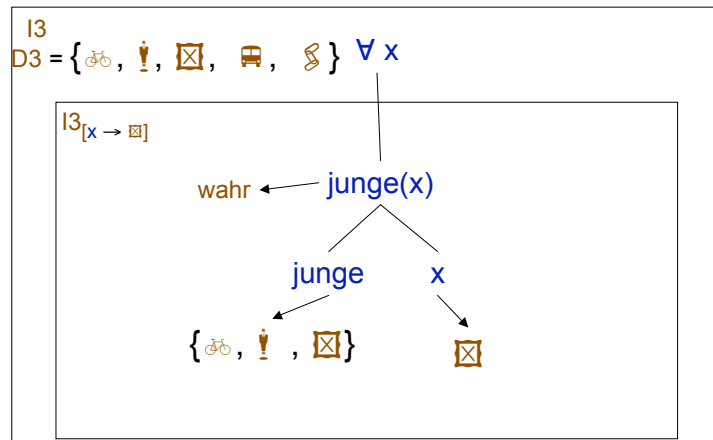 I3
D3 = { , , , , } ∀ x
I3[x → ]
wahr junge(x)
junge x
{ , , }